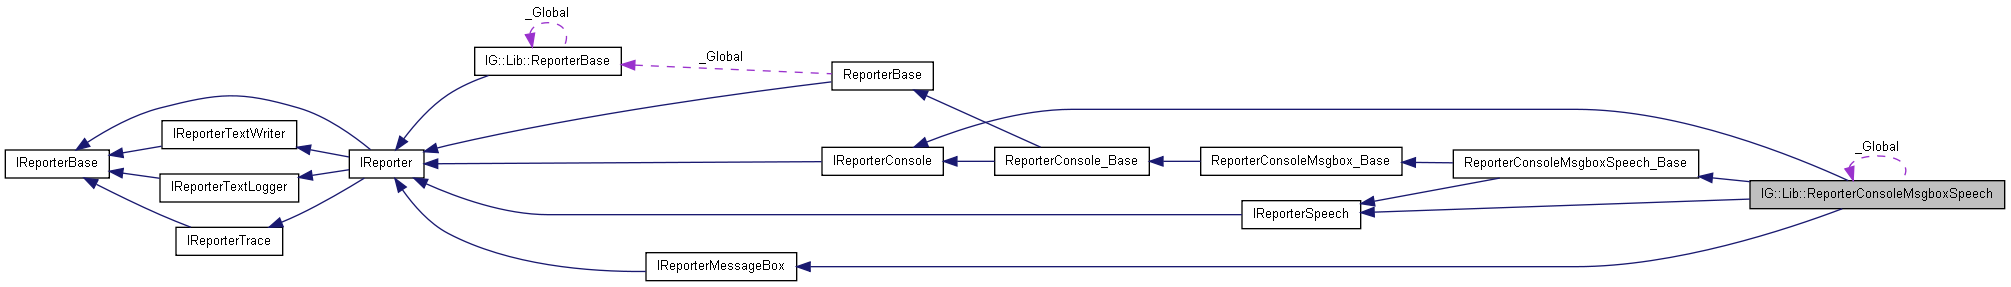 _Global
IG::Lib::ReporterBase
_Global
ReporterBase
IReporterTextWriter
_Global
IReporterBase
IReporter
IReporterConsole
ReporterConsole_Base
ReporterConsoleMsgbox_Base
ReporterConsoleMsgboxSpeech_Base
IReporterTextLogger
IG::Lib::ReporterConsoleMsgboxSpeech
IReporterSpeech
IReporterTrace
IReporterMessageBox